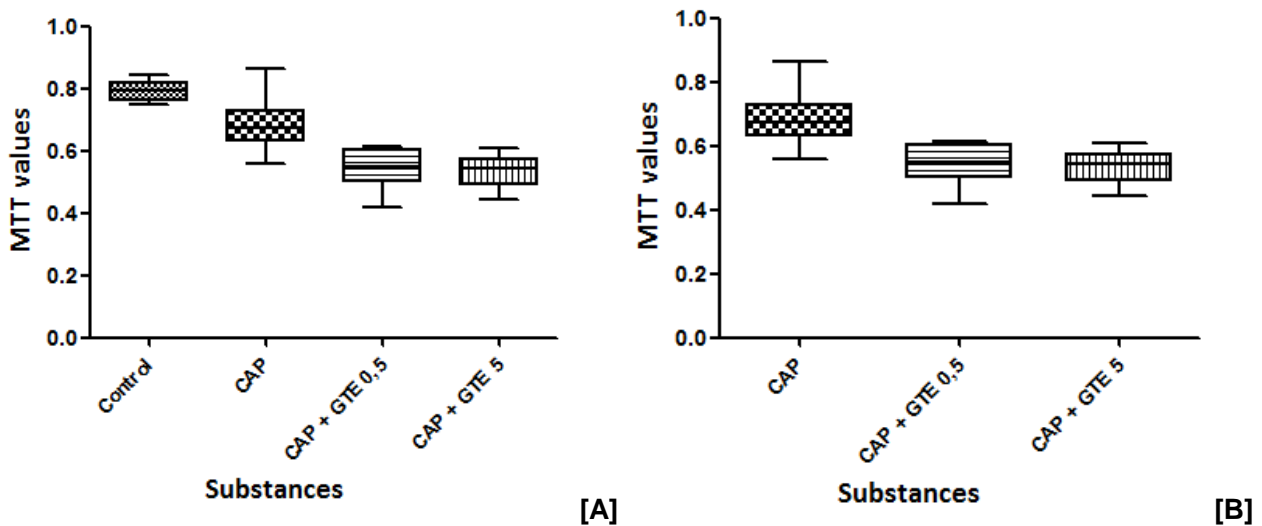 1.0
0.8
0.6
0.4
0.2
0.0
MTT values
Control
CAP
CAP + GTE 0,5
CAP + GTE 5
Substances
[A]
1.0
0.8
0.6
0.4
0.2
0.0
MTT values
CAP
CAP + GTE 0,5
CAP + GTE 5
Substances
[B]